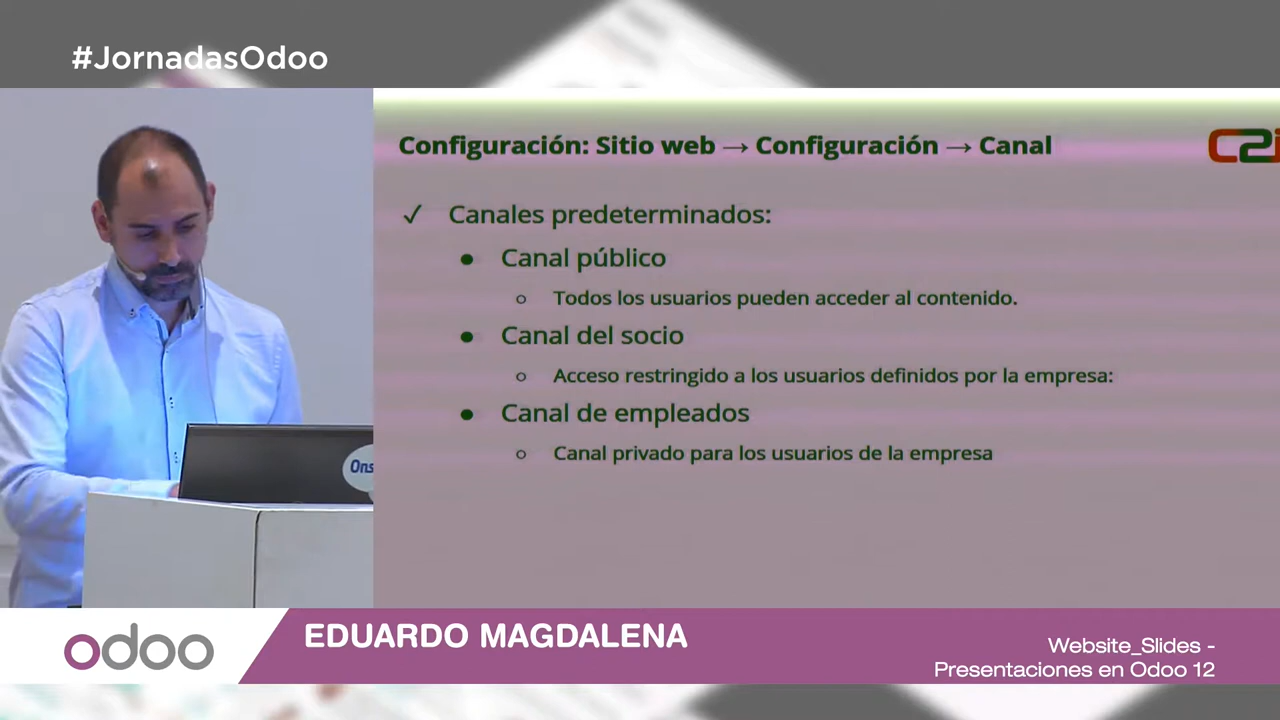 #JornadasOdoo
Configuración: Sitio web → Configuración → Canal
C2i
✓ Canales predeterminados:
● Canal público
○ Todos los usuarios pueden acceder al contenido.
● Canal del socio
○ Acceso restringido a los usuarios definidos por la empresa:
● Canal de empleados
○ Canal privado para los usuarios de la empresa
Ons
odoo
EDUARDO MAGDALENA
Website_Slides -
Presentaciones en Odoo 12